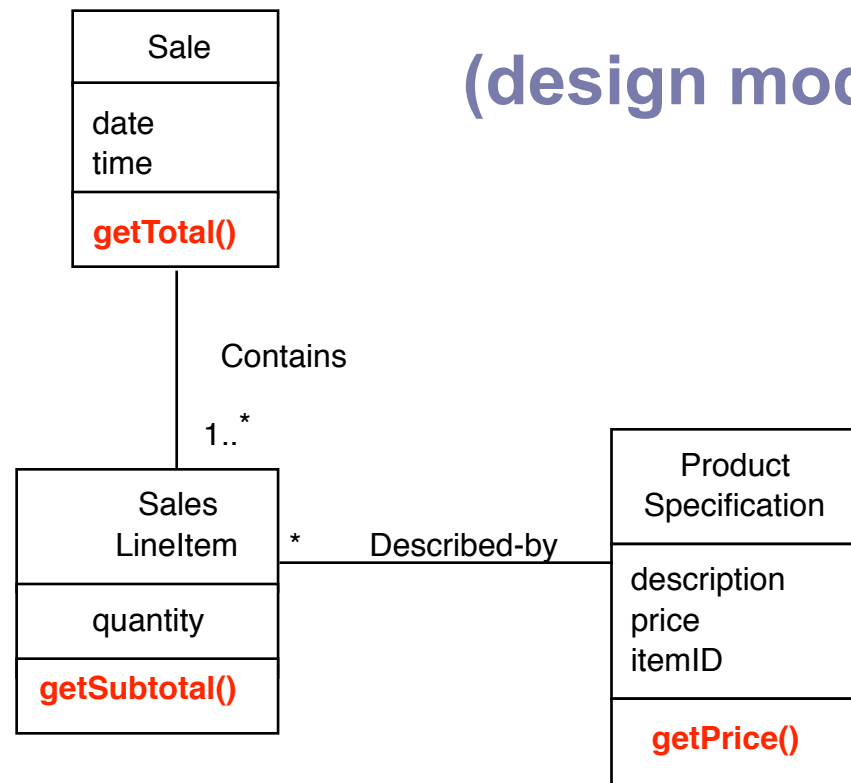 Sale
(design mod
date
time
getTotal()
Contains
1..*
Sales
LineItem
*
Described-by
Product
Specification
quantity
description
price
itemID
getSubtotal()
getPrice()